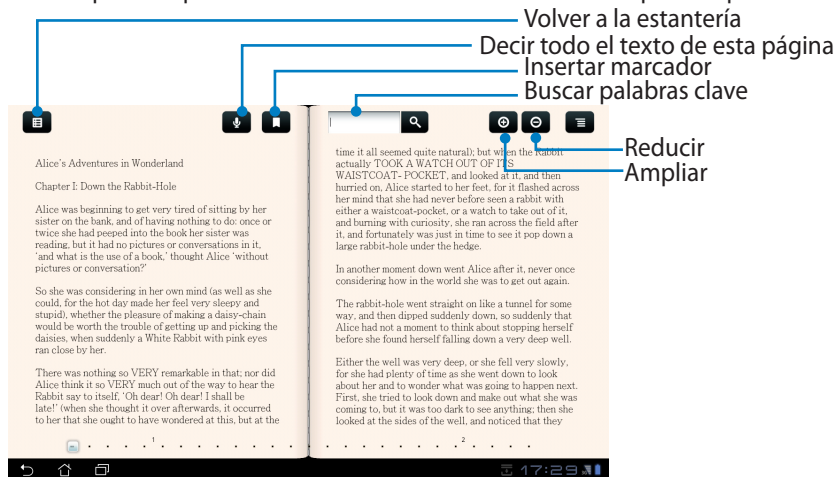 Volver a la estantería
Decir todo el texto de esta página
Insertar marcador
Buscar palabras clave
Reducir
Ampliar
Alice's Adventures in Wonderland
Chapter I: Down the Rabbit-Hole
Alice was beginning to get very tired of sitting by her
sister on the bank, and of having nothing to do: once or
twice she had peeped into the book her sister was
reading, but it had no pictures or conversations in it,
'and what is the use of a book,' thought Alice 'without
pictures or conversation?'
So she was considering in her own mind (as well as she
could, for the hot day made her feel very sleepy and
stupid), whether the pleasure of making a daisy-chain
would be worth the trouble of getting up and picking the
daisies, when suddenly a White Rabbit with pink eyes
ran close by her.
There was nothing so VERY remarkable in that; nor did
Alice think it so VERY much out of the way to hear the
Rabbit say to itself, 'Oh dear! Oh dear! I shall be
late!' (when she thought it over afterwards, it occurred
to her that she ought to have wondered at this, but at the
1
time it all seemed quite natural); but when the Rabbit
actually TOOK A WATCH OUT OF ITS
WAISTCOAT- POCKET, and looked at it, and then
hurried on, Alice started to her feet, for it flashed across
her mind that she had never before seen a rabbit with
either a waistcoat-pocket, or a watch to take out of it,
and burning with curiosity, she ran across the field after
it, and fortunately was just in time to see it pop down a
large rabbit-hole under the hedge.
In another moment down went Alice after it, never once
considering how in the world she was to get out again.
The rabbit-hole went straight on like a tunnel for some
way, and then dipped suddenly down, so suddenly that
Alice had not a moment to think about stopping herself
before she found herself falling down a very deep well.
Either the well was very deep, or she fell very slowly,
for she had plenty of time as she went down to look
about her and to wonder what was going to happen next.
First, she tried to look down and make out what she was
coming to, but it was too dark to see anything; then she
looked at the sides of the well, and noticed that they
2
17:29